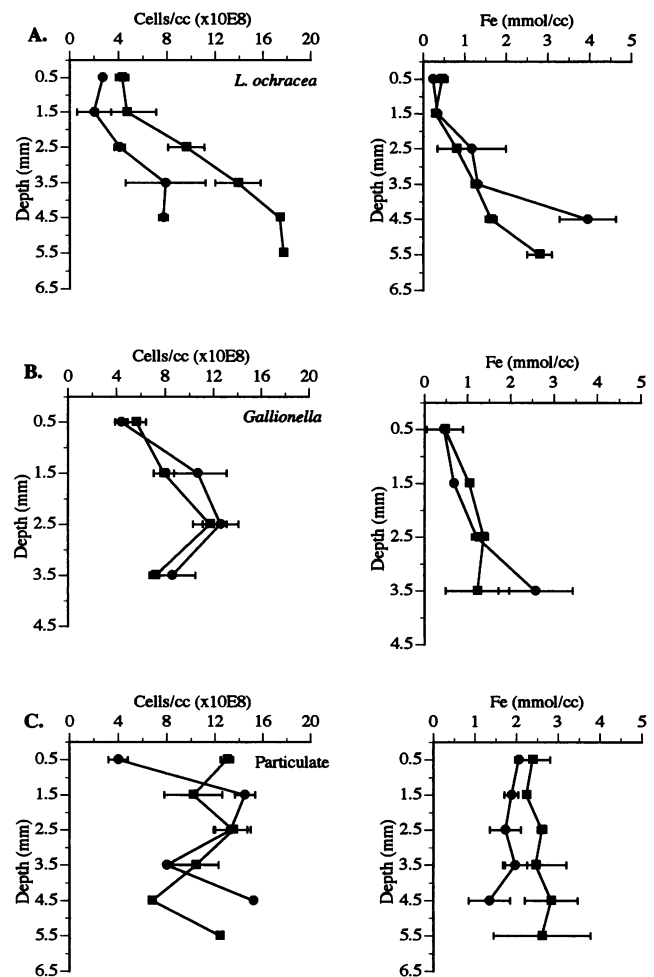 A.
Cells/cc (x10E8)
0 4 8 12 16 20
L. ochracea
Depth (mm)
0.5
1.5
2.5
3.5
4.5
5.5
6.5
Fe (mmol/cc)
0 1 2 3 4 5
Depth (mm)
0.5
1.5
2.5
3.5
4.5
5.5
6.5
B.
Cells/cc (x10E8)
0 4 8 12 16 20
Gallionella
Depth (mm)
0.5
1.5
2.5
3.5
4.5
Fe (mmol/cc)
0 1 2 3 4 5
Depth (mm)
0.5
1.5
2.5
3.5
4.5
C.
Cells/cc (x10E8)
0 4 8 12 16 20
Particulate
Depth (mm)
0.5
1.5
2.5
3.5
4.5
5.5
6.5
Fe (mmol/cc)
0 1 2 3 4 5
Depth (mm)
0.5
1.5
2.5
3.5
4.5
5.5
6.5